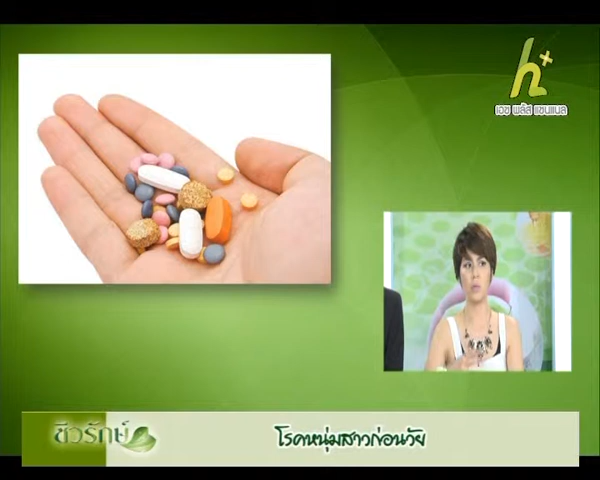 h+
เอช พลัส แชนแนล
ชีวรักษ์
โรคหนุ่มสาวก่อนวัย